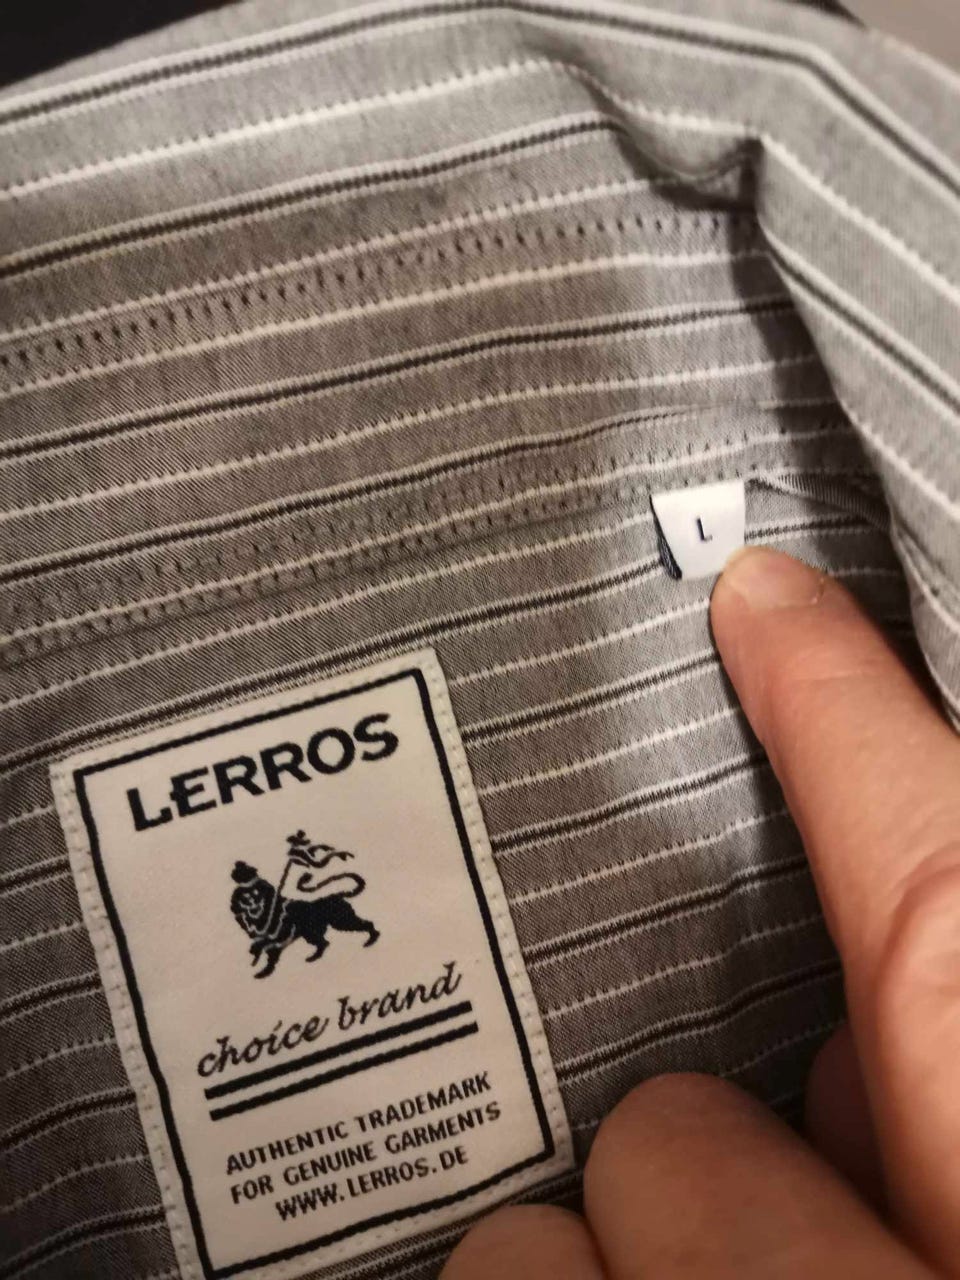 L
LERROS
choice brand
AUTHENTIC TRADEMARK
FOR GENUINE GARMENTS
WWW.LERROS.DE